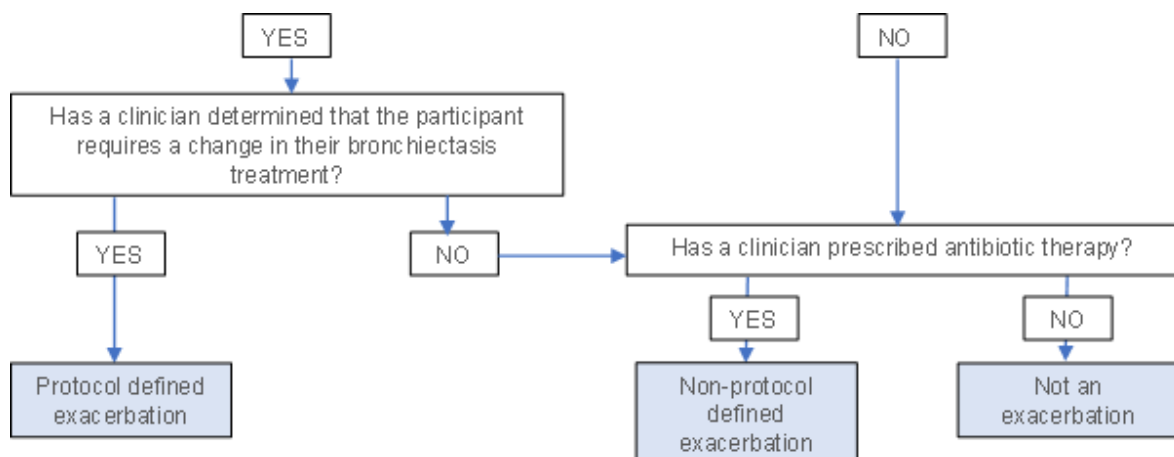 YES
NO
Has a clinician determined that the participant
requires a change in their bronchiectasis
treatment?
YES
NO
Has a clinician prescribed antibiotic therapy?
YES
NO
Protocol defined
exacerbation
Non-protocol
defined
exacerbation
Not an
exacerbation